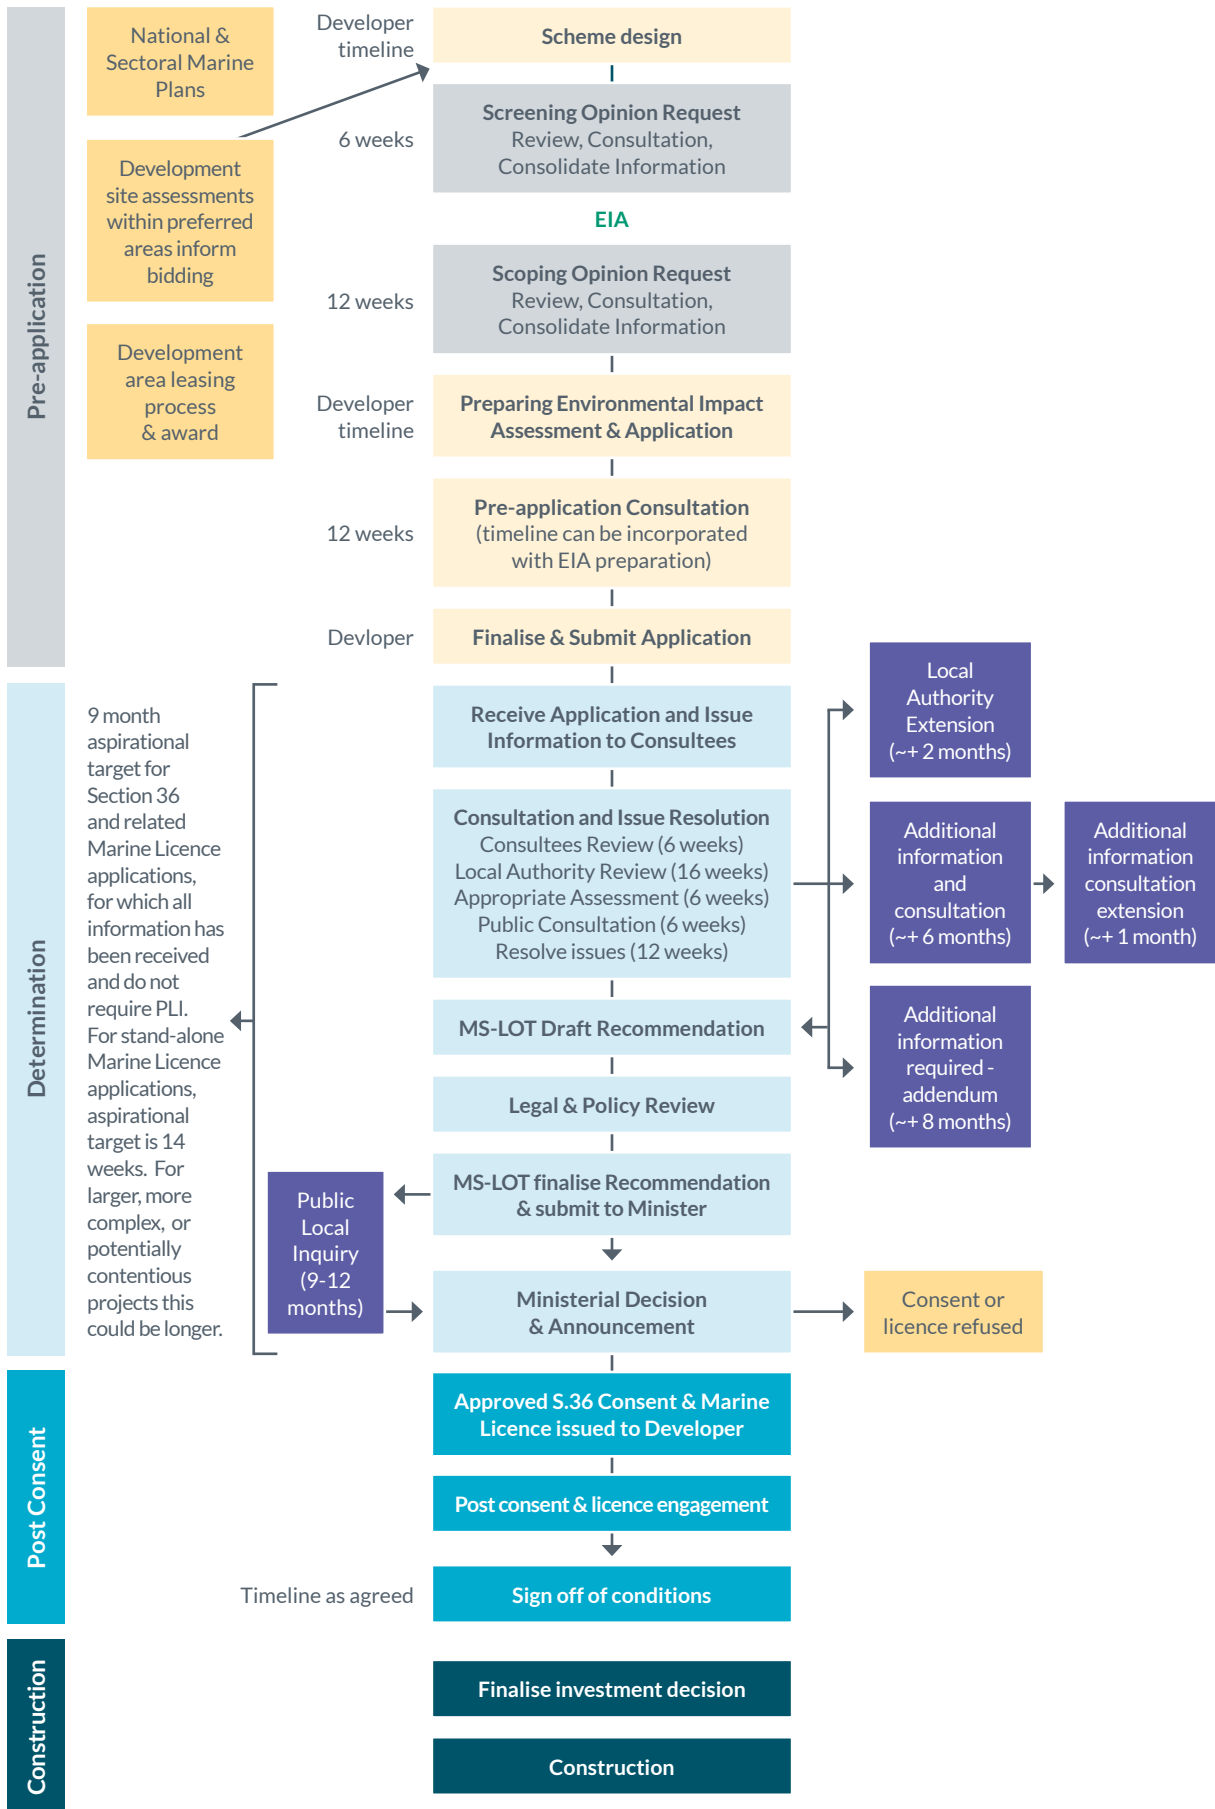 Pre-application
National &
Sectoral Marine
Plans
Development
site assessments
within preferred
areas inform
bidding
Development
area leasing
process
& award
Developer
timeline
Scheme design
6 weeks
Screening Opinion Request
Review, Consultation,
Consolidate Information
EIA
12 weeks
Scoping Opinion Request
Review, Consultation,
Consolidate Information
Developer
timeline
Preparing Environmental Impact
Assessment & Application
12 weeks
Pre-application Consultation
(timeline can be incorporated
with EIA preparation)
Devloper
Finalise & Submit Application
Determination
9 month
aspirational
target for
Section 36
and related
Marine Licence
applications,
for which all
information has
been received
and do not
require PLI.
For stand-alone
Marine Licence
applications,
aspirational
target is 14
weeks. For
larger, more
complex, or
potentially
contentious
projects this
could be longer.
Receive Application and Issue
Information to Consultees
Consultation and Issue Resolution
Consultees Review (6 weeks)
Local Authority Review (16 weeks)
Appropriate Assessment (6 weeks)
Public Consultation (6 weeks)
Resolve issues (12 weeks)
Local
Authority
Extension
(~+ 2 months)
Additional
information
and
consultation
(~+ 6 months)
Additional
information
consultation
extension
(~+ 1 month)
Additional
information
required -
addendum
(~+ 8 months)
MS-LOT Draft Recommendation
Legal & Policy Review
MS-LOT finalise Recommendation
& submit to Minister
Public
Local
Inquiry
(9-12
months)
Ministerial Decision
& Announcement
Consent or
licence refused
Post Consent
Approved S.36 Consent & Marine
Licence issued to Developer
Post consent & licence engagement
Timeline as agreed
Sign off of conditions
Construction
Finalise investment decision
Construction